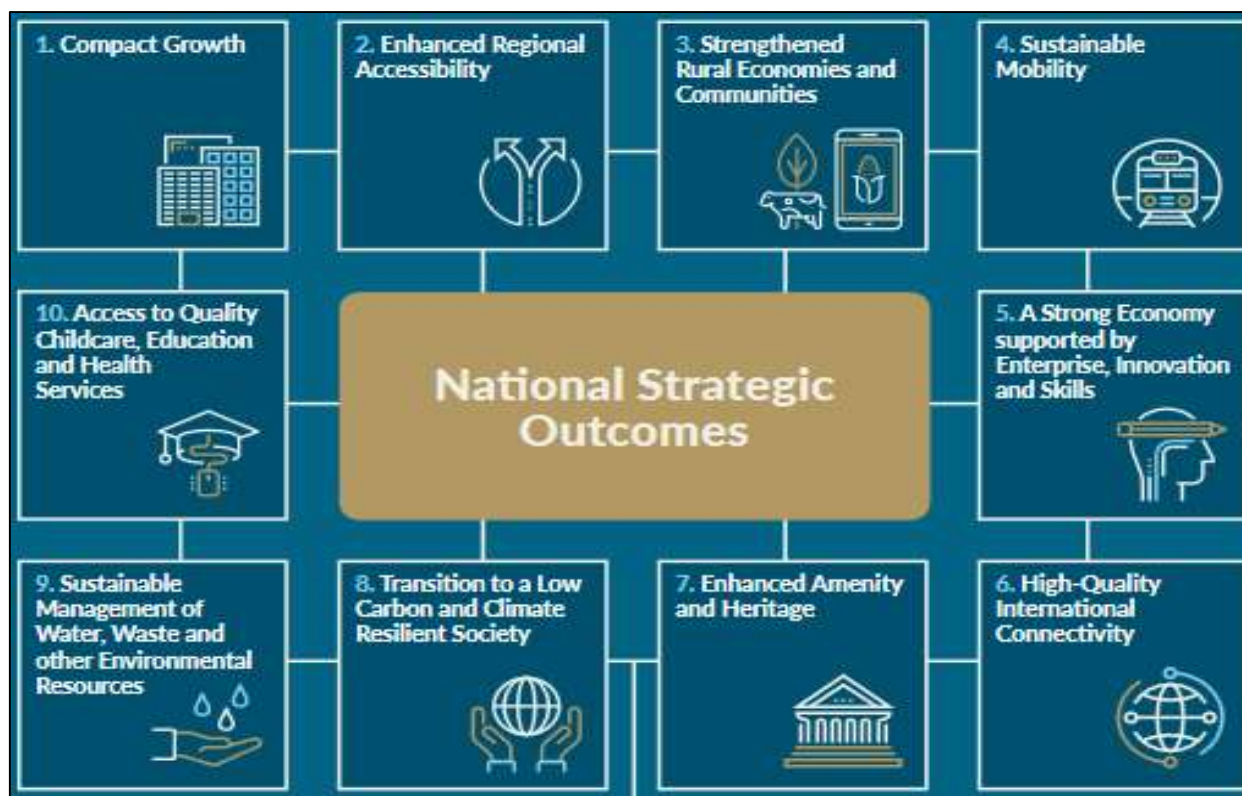 1. Compact Growth
2. Enhanced Regional
Accessibility
3. Strengthened
Rural Economies and
Communities
4. Sustainable
Mobility
10. Access to Quality
Childcare, Education
and Health
Services
National Strategic
Outcomes
5. A Strong Economy
supported by
Enterprise, Innovation
and Skills
9. Sustainable
Management of
Water, Waste and
other Environmental
Resources
8. Transition to a Low
Carbon and Climate
Resilient Society
7. Enhanced Amenity
and Heritage
6. High-Quality
International
Connectivity